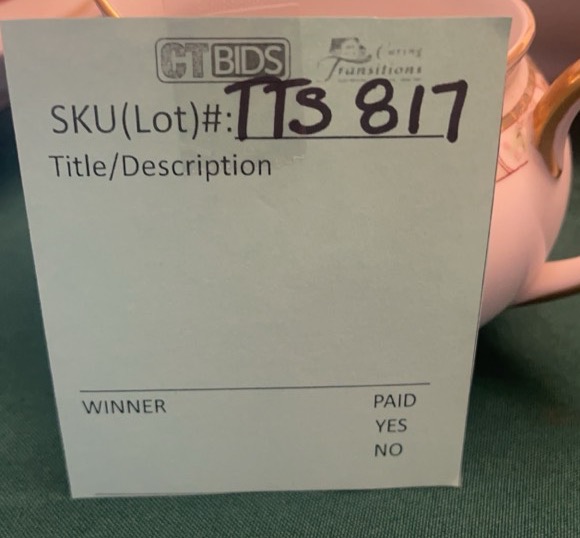 CTBIDS Caring
Transitions
SKU(Lot)#: TTS 817
Title/Description
WINNER PAID
YES
NO